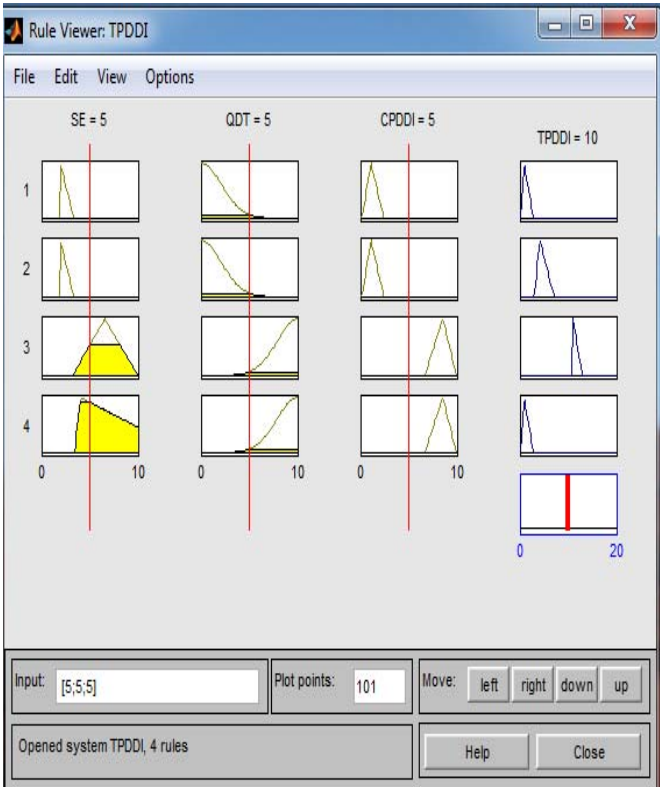 Rule Viewer: TPDDI
File Edit View Options
SE = 5 QDT = 5 CPDDI = 5 TPDDI = 10
1
2
3
4
0 10 0 10 0 10
0 20
Input: [5;5;5] Plot points: 101 Move: left right down up
Opened system TPDDI, 4 rules Help Close